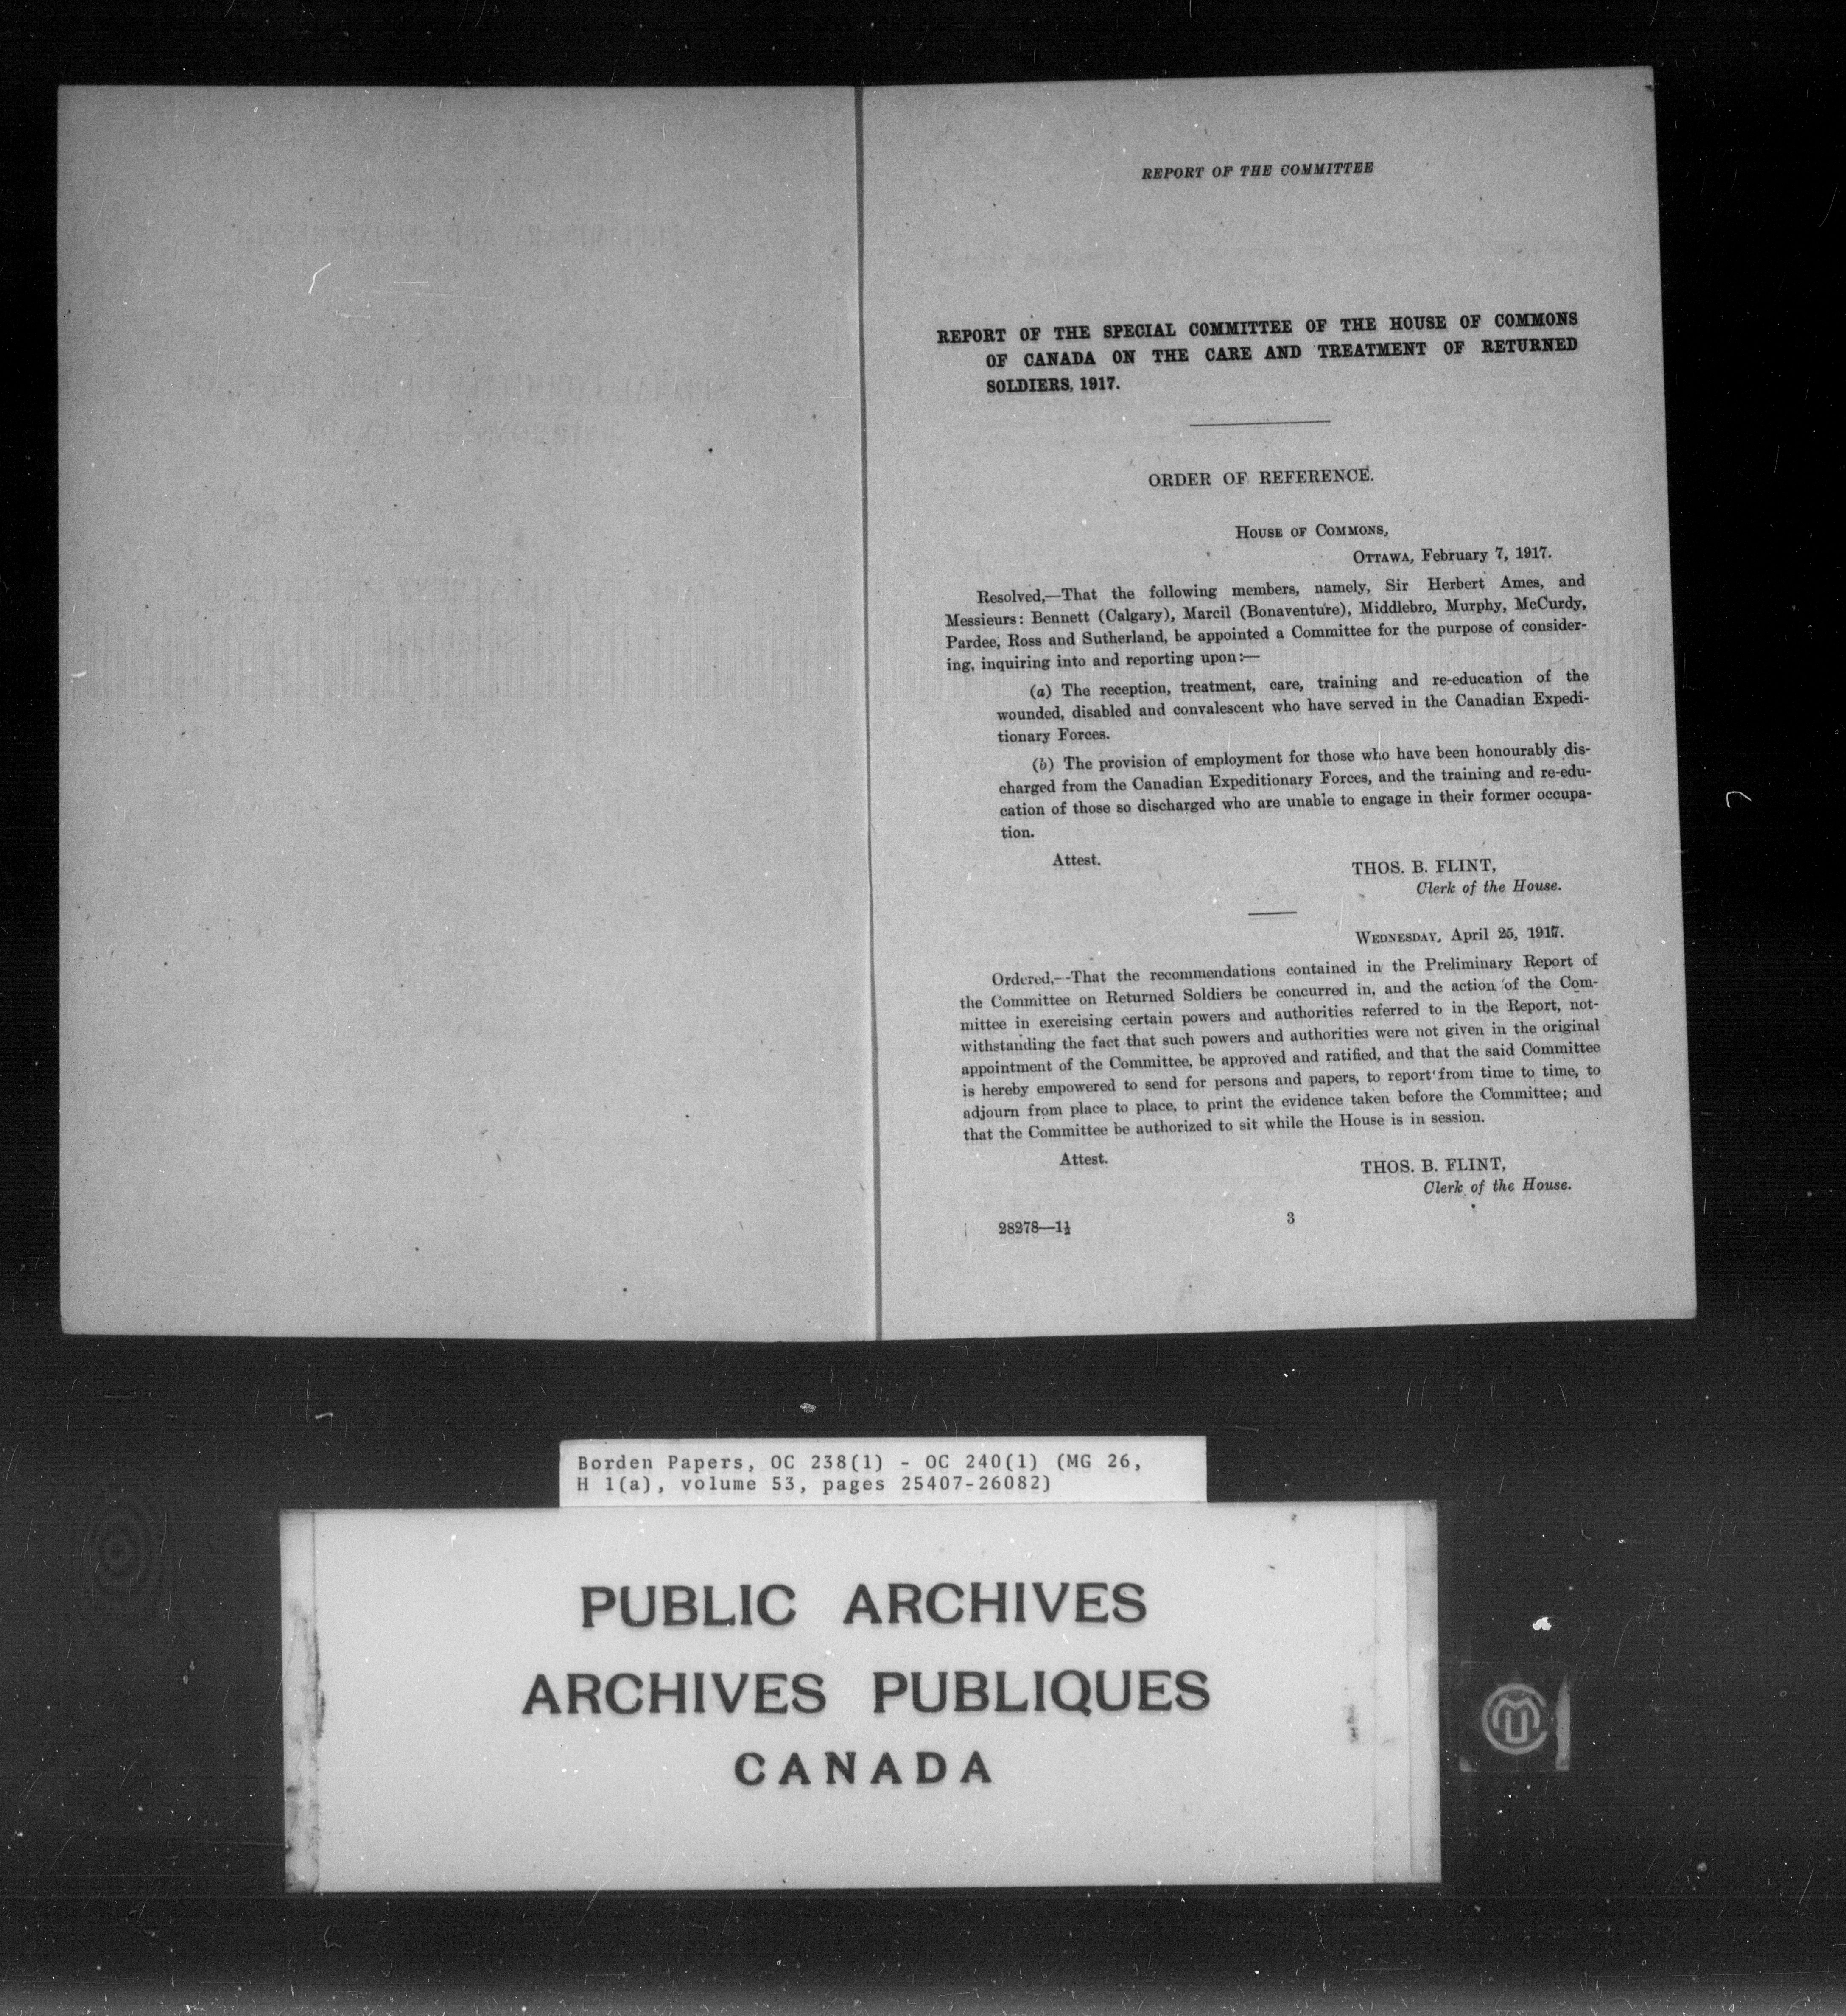 REPORT OF THE COMMITTEE
REPORT OF THE SPECIAL COMMITTEE OF THE HOUSE OF COMMONS
OF CANADA ON THE CARE AND TREATMENT OF RETURNED
SOLDIERS, 1917.
ORDER OF REFERENCE.
HOUSE OF COMMONS,
OTTAWA, February 7, 1917.
Resolved,—That the following members, namely, Sir Herbert Ames, and
Messieurs: Bennett (Calgary), Marcil (Bonaventure), Middlebro, Murphy, McCurdy,
Pardee, Ross and Sutherland, be appointed a Committee for the purpose of consider-
ing, inquiring into and reporting upon:—
(a) The reception, treatment, care, training and re-education of the
wounded, disabled and convalescent who have served in the Canadian Expedi-
tionary Forces.
(b) The provision of employment for those who have been honourably dis-
charged from the Canadian Expeditionary Forces, and the training and re-edu-
cation of those so discharged who are unable to engage in their former occupa-
tion.
Attest.
THOS. B. FLINT,
Clerk of the House.
WEDNESDAY, April 25, 1917.
Ordered,—That the recommendations contained in the Preliminary Report of
the Committee on Returned Soldiers be concurred in, and the action of the Com-
mittee in exercising certain powers and authorities referred to in the Report, not-
withstanding the fact that such powers and authorities were not given in the original
appointment of the Committee, be approved and ratified, and that the said Committee
is hereby empowered to send for persons and papers, to report from time to time, to
adjourn from place to place, to print the evidence taken before the Committee; and
that the Committee be authorized to sit while the House is in session.
Attest.
THOS. B. FLINT,
Clerk of the House.
28278—1½
3
Borden Papers, OC 238(1) - OC 240(1) (MG 26,
H 1(a), volume 53, pages 25407-26082)
PUBLIC ARCHIVES
ARCHIVES PUBLIQUES
CANADA